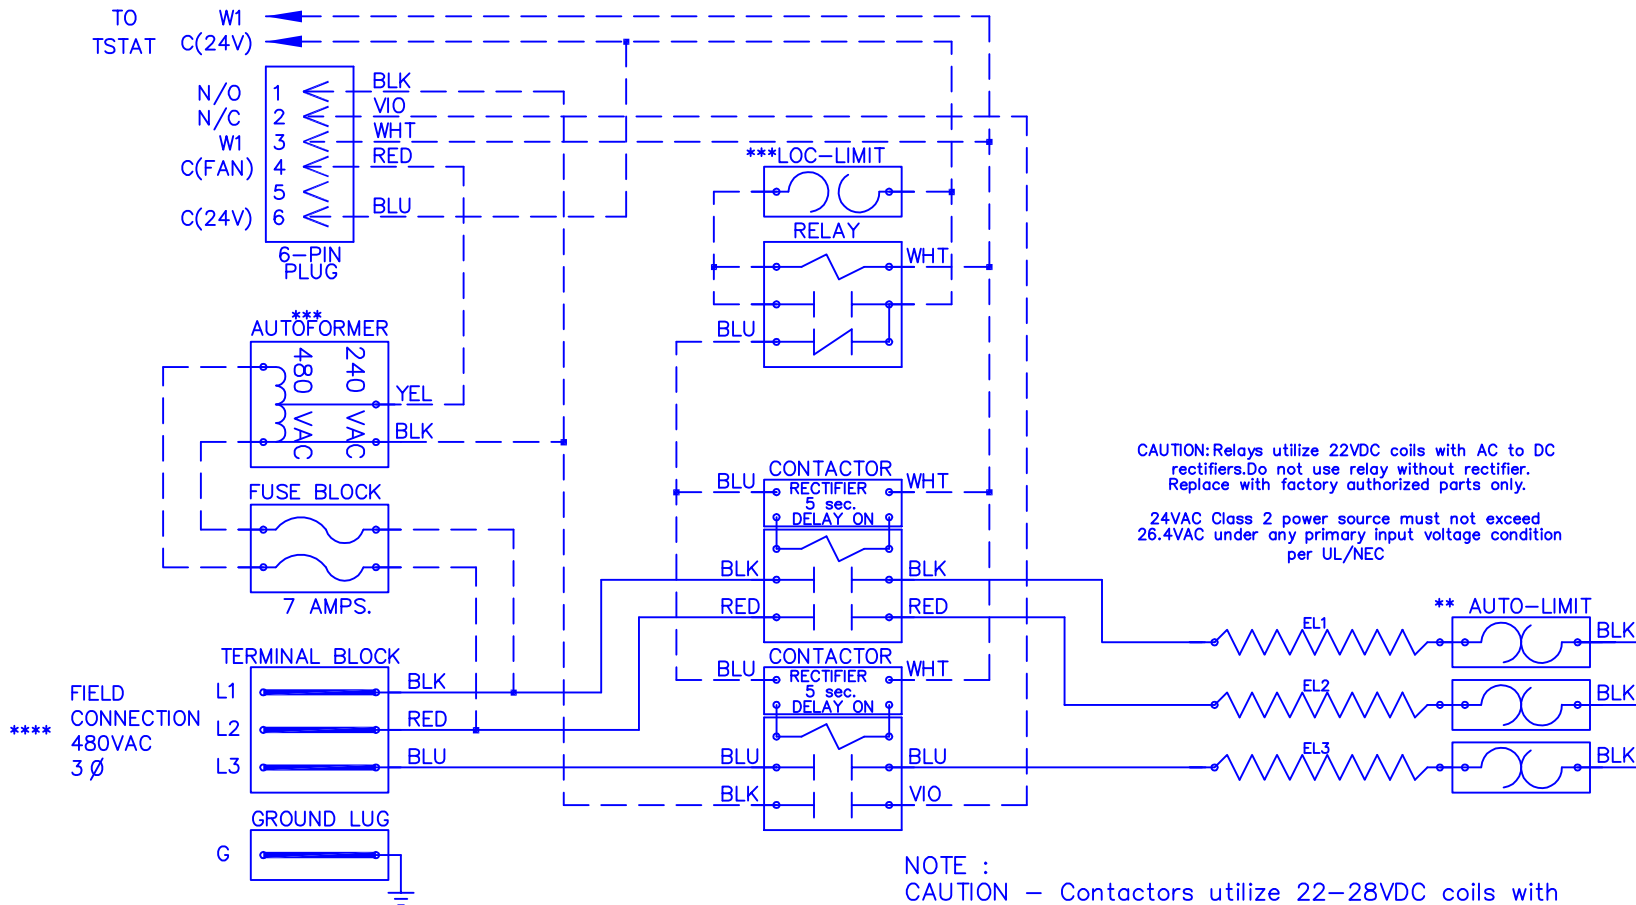 TO W1
TSTAT C(24V)
N/O 1 BLK
N/C 2 VIO
W1 3 WHT
C(FAN) 4 RED
5
C(24V) 6 BLU
6-PIN
PLUG
***LOC-LIMIT
RELAY
WHT
BLU
***
AUTOFORMER
480 VAC
240 VAC
YEL
BLK
FUSE BLOCK
7 AMPS.
CONTACTOR
BLU RECTIFIER WHT
5 sec.
DELAY ON
BLK BLK
RED RED
CAUTION:Relays utilize 22VDC coils with AC to DC
rectifiers.Do not use relay without rectifier.
Replace with factory authorized parts only.
24VAC Class 2 power source must not exceed
26.4VAC under any primary input voltage condition
per UL/NEC
TERMINAL BLOCK
L1 BLK
L2 RED
L3 BLU
FIELD
CONNECTION
**** 480VAC
3 Ø
CONTACTOR
BLU RECTIFIER WHT
5 sec.
DELAY ON
BLU BLU
BLK VIO
** AUTO-LIMIT
EL1 BLK
EL2 BLK
EL3 BLK
GROUND LUG
G
NOTE :
CAUTION - Contactors utilize 22-28VDC coils with